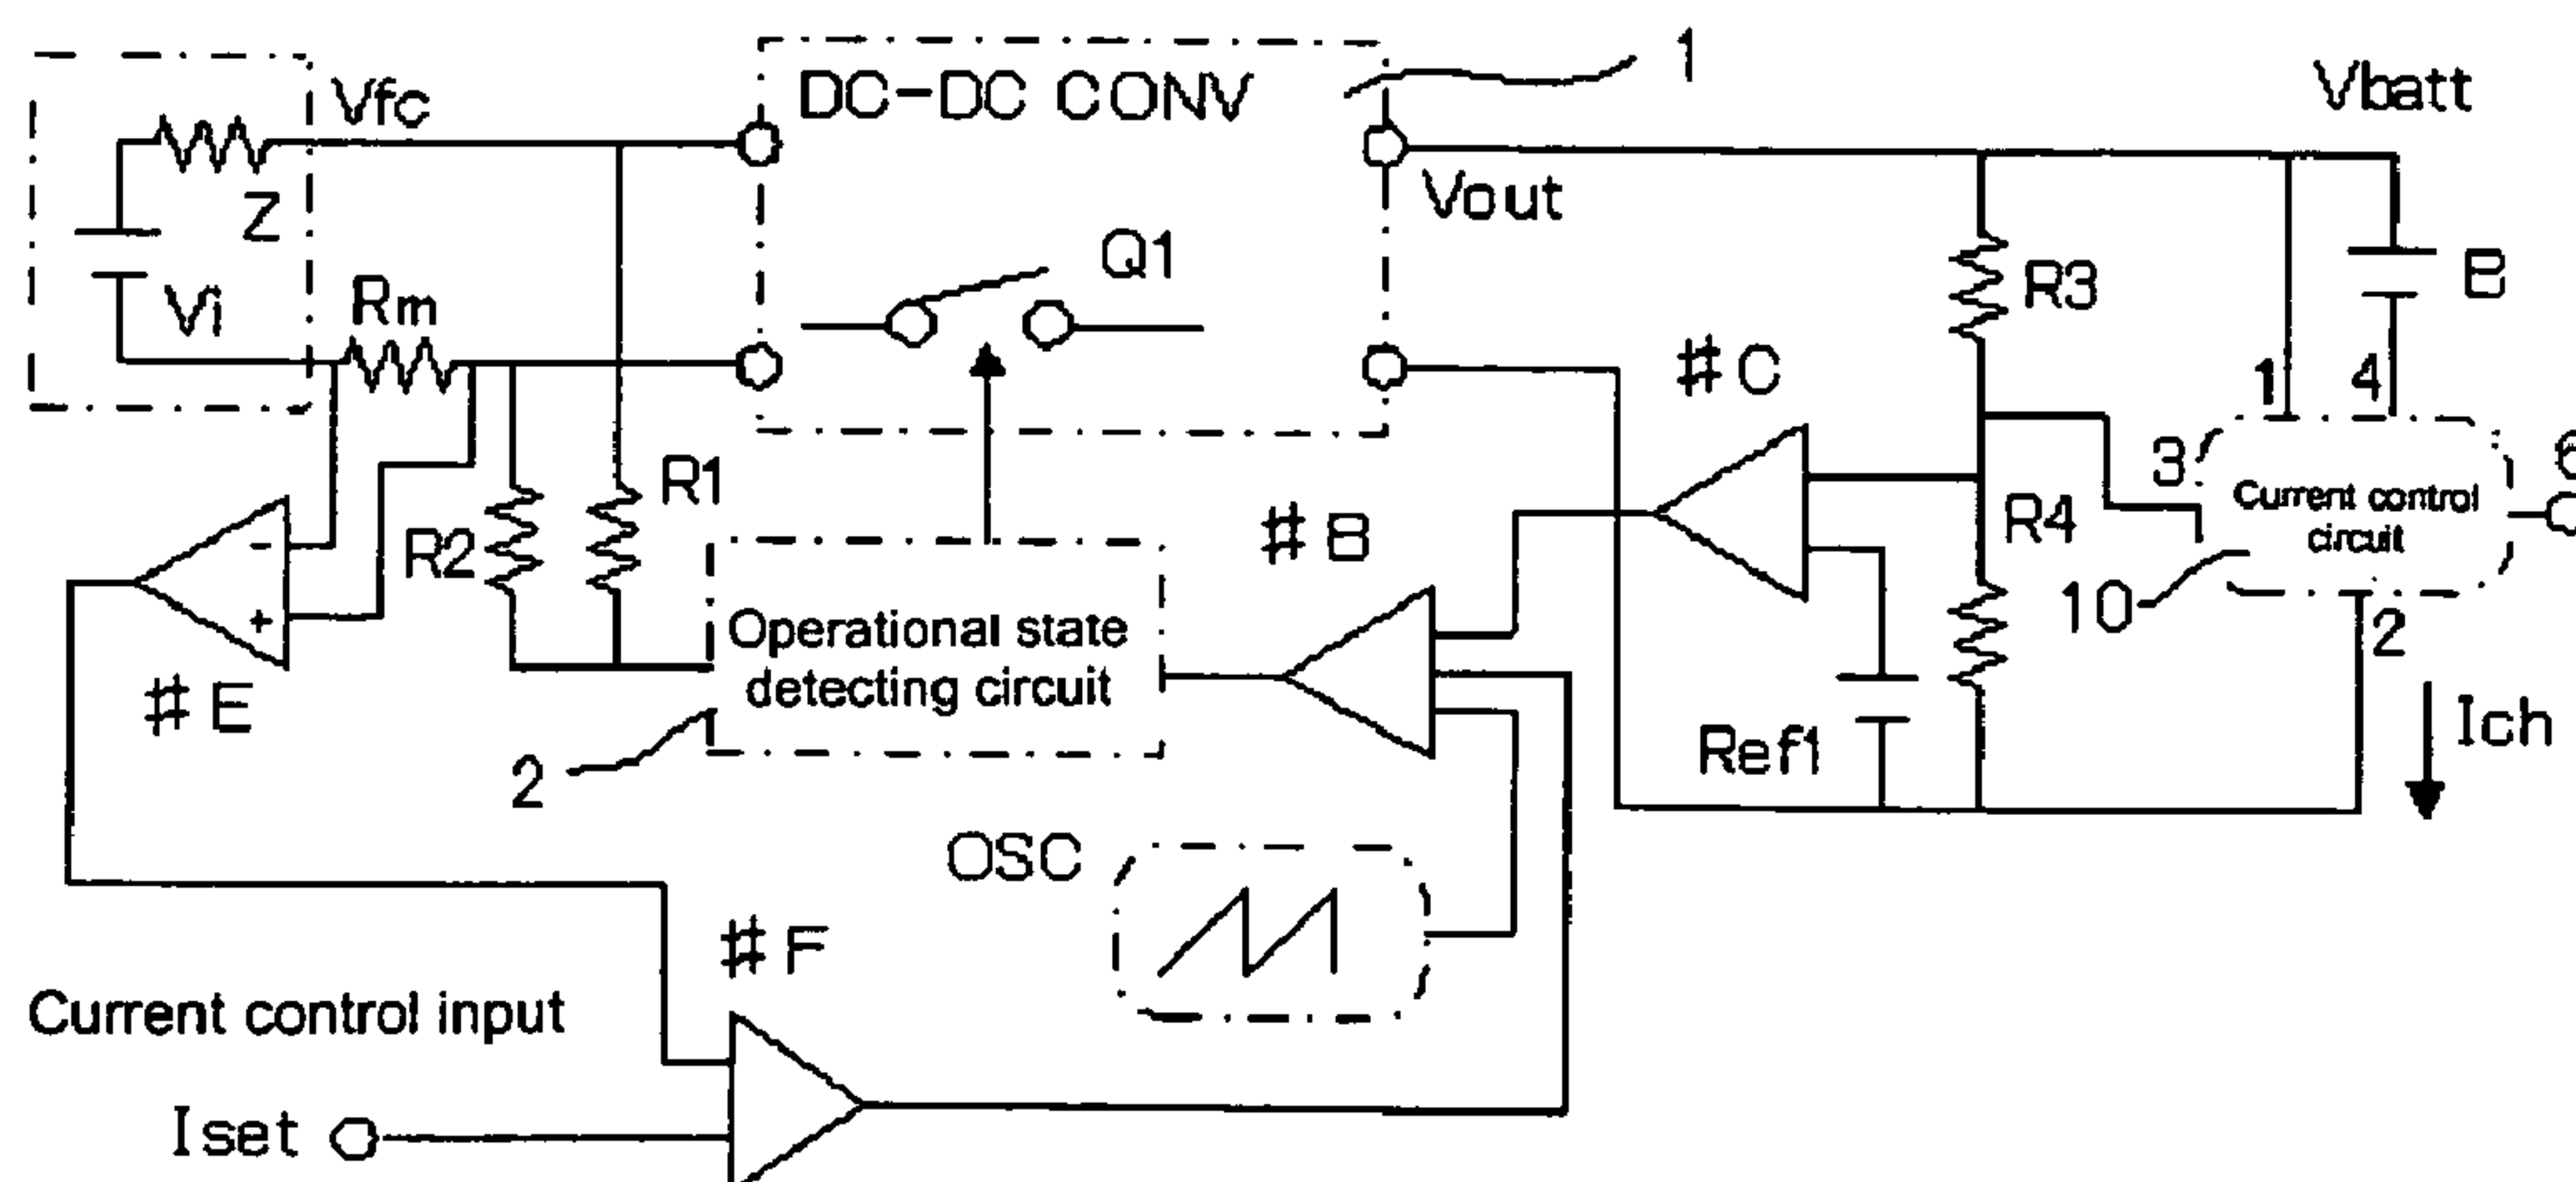 1
DC-DC CONV
Vfc
Vbatt
Z
Vout
Q1
Vi
Rm
R3
B
#C
1
4
3
6
R1
R2
#B
R4
Current control
circuit
10
2
Operational state
detecting circuit
#E
2
Ref1
Ich
OSC
#F
Current control input
Iset
-
+